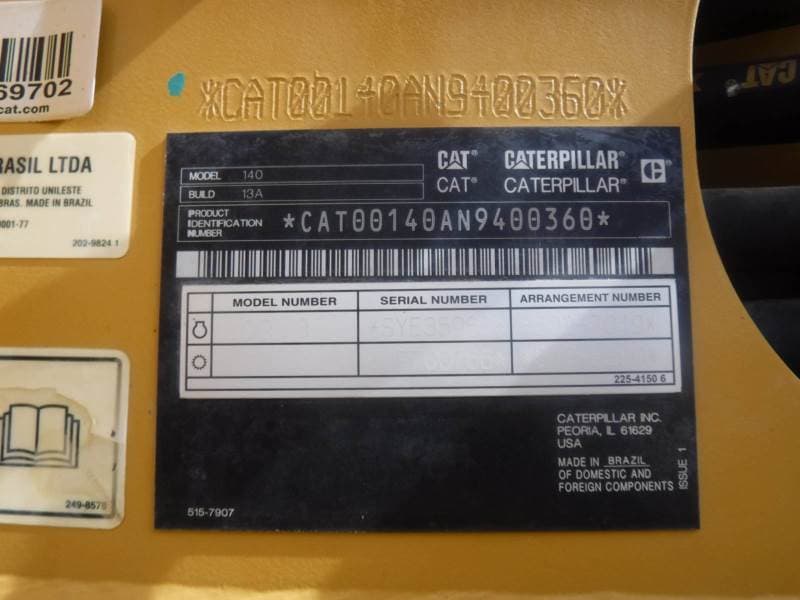 69702
cat.com
*CAT00140AN9400360*
RASIL LTDA
DISTRITO UNILESTE
BRAS. MADE IN BRAZIL
0001-77
202-9824 1
249-8575
MODEL 140
BUILD 13A
CAT® CATERPILLAR®
CAT® CATERPILLAR®
C
PRODUCT IDENTIFICATION NUMBER *CAT00140AN9400360*
MODEL NUMBER SERIAL NUMBER ARRANGEMENT NUMBER
225-4150 6
CATERPILLAR INC.
PEORIA, IL 61629
USA
MADE IN BRAZIL
OF DOMESTIC AND
FOREIGN COMPONENTS
ISSUE 1
515-7907
CAT®